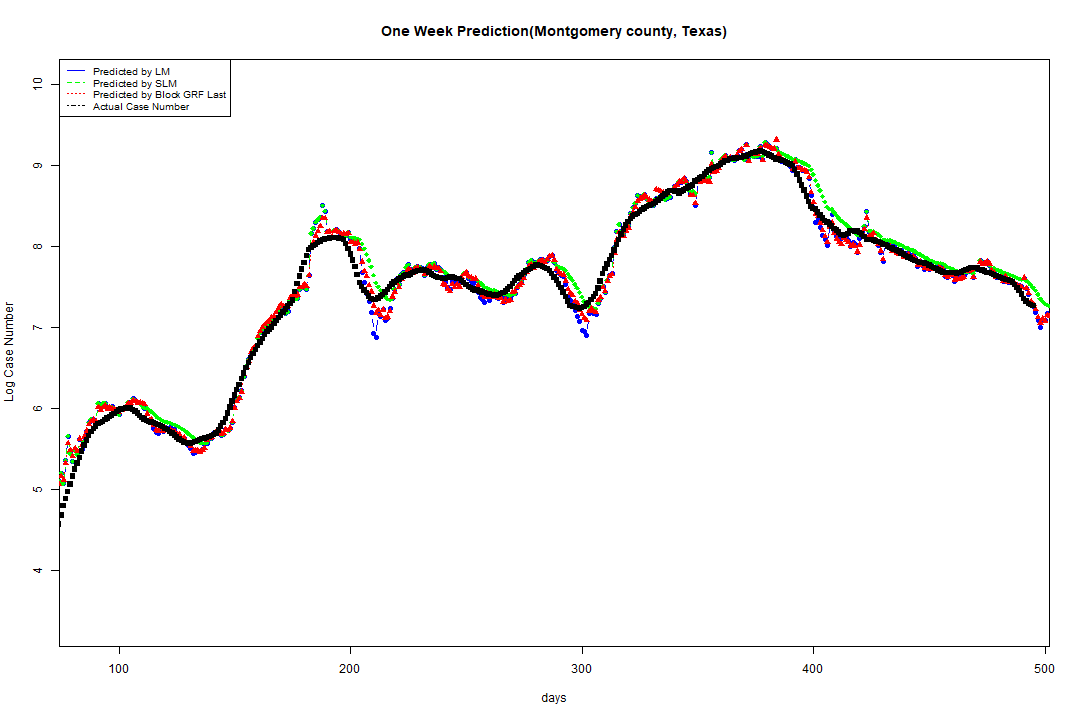 One Week Prediction(Montgomery county, Texas)
Predicted by LM
Predicted by SLM
Predicted by Block GRF Last
Actual Case Number
10
9
8
7
6
5
4
Log Case Number
100 200 300 400 500
days